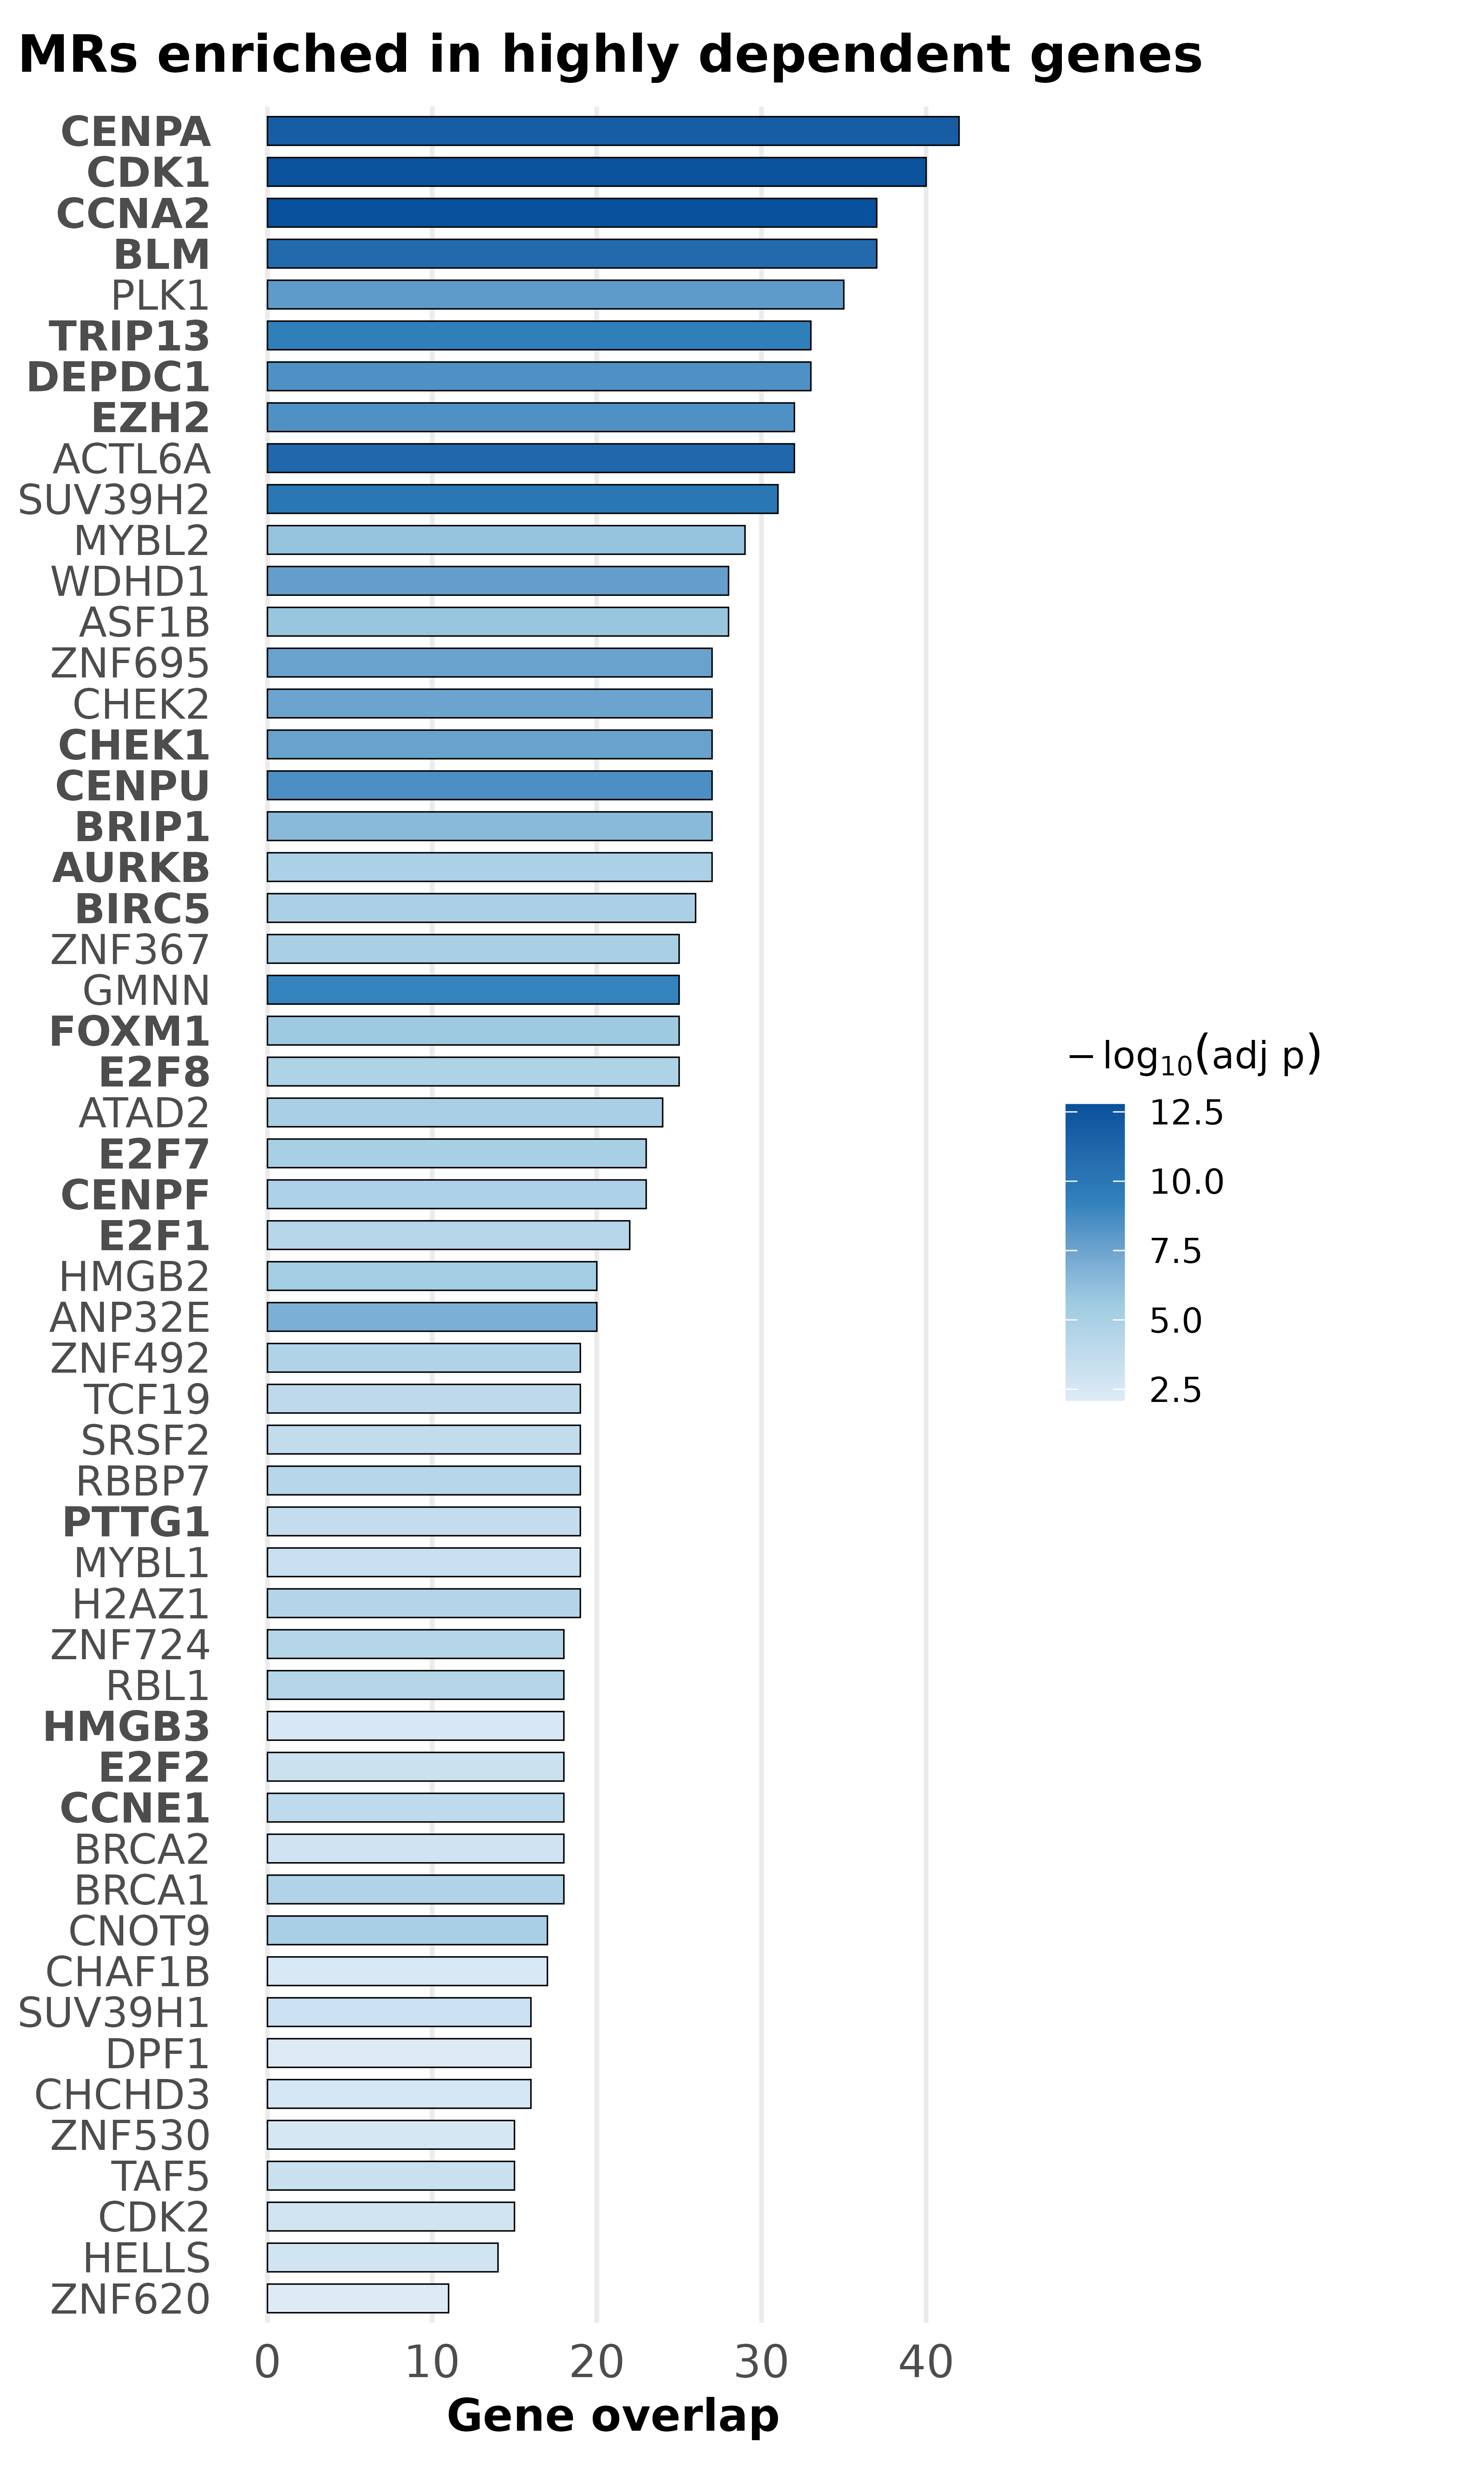 MRs enriched in highly dependent genes
CENPA
CDK1
CCNA2
BLM
PLK1
TRIP13
DEPDC1
EZH2
ACTL6A
SUV39H2
MYBL2
WDHD1
ASF1B
ZNF695
CHEK2
CHEK1
CENPU
BRIP1
AURKB
BIRC5
ZNF367
GMNN
FOXM1
E2F8
ATAD2
E2F7
CENPF
E2F1
HMGB2
ANP32E
ZNF492
TCF19
SRSF2
RBBP7
PTTG1
MYBL1
H2AZ1
ZNF724
RBL1
HMGB3
E2F2
CCNE1
BRCA2
BRCA1
CNOT9
CHAF1B
SUV39H1
DPF1
CHCHD3
ZNF530
TAF5
CDK2
HELLS
ZNF620
0 10 20 30 40
Gene overlap
− log₁₀(adj p)
12.5
10.0
7.5
5.0
2.5